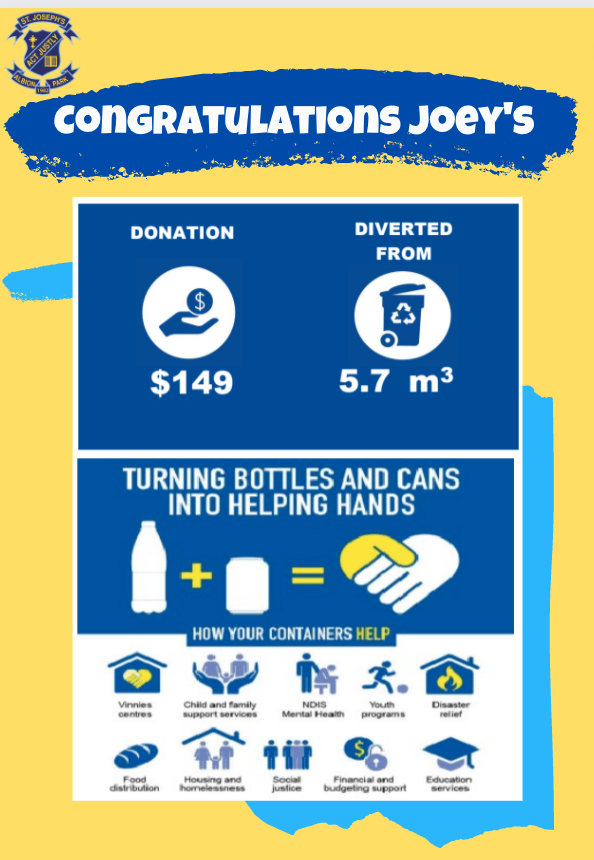 ST. JOSEPH'S
ACT JUSTLY
ALBION PARK
1982
CONGRATULATIONS JOEY'S
DONATION
$
$149
DIVERTED
FROM
5.7 m³
TURNING BOTTLES AND CANS
INTO HELPING HANDS
+ =
HOW YOUR CONTAINERS HELP
Vinnies
centres
Child and family
support services
NDIS
Mental Health
Youth
programs
Disaster
relief
Food
distribution
Housing and
homelessness
Social
justice
$
Financial and
budgeting support
Education
services